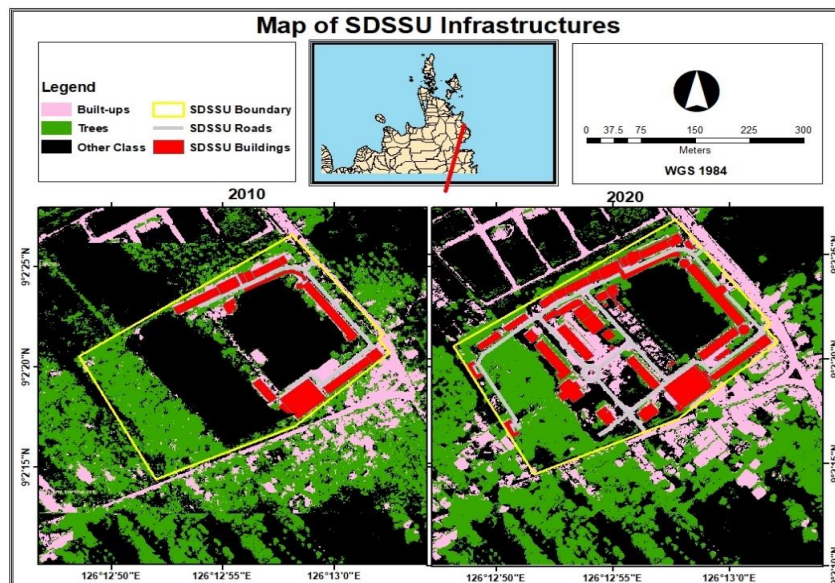 Map of SDSSU Infrastructures
Legend
Built-ups
Trees
Other Class
SDSSU Boundary
SDSSU Roads
SDSSU Buildings
0 37.5 75 150 225 300
Meters
WGS 1984
2010
2020
9°2'25"N
9°2'20"N
9°2'15"N
126°12'50"E 126°12'55"E 126°13'0"E
126°12'50"E 126°12'55"E 126°13'0"E